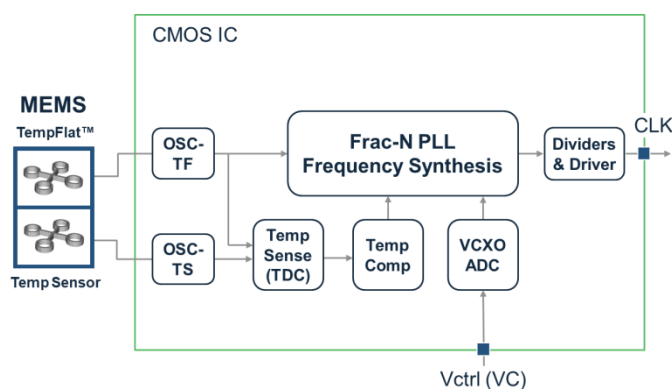 CMOS IC
MEMS
TempFlat™
OSC-
TF
Frac-N PLL
Frequency Synthesis
Dividers
& Driver
CLK
OSC-
TS
Temp
Sense
(TDC)
Temp
Comp
VCXO
ADC
Temp Sensor
Vctrl (VC)